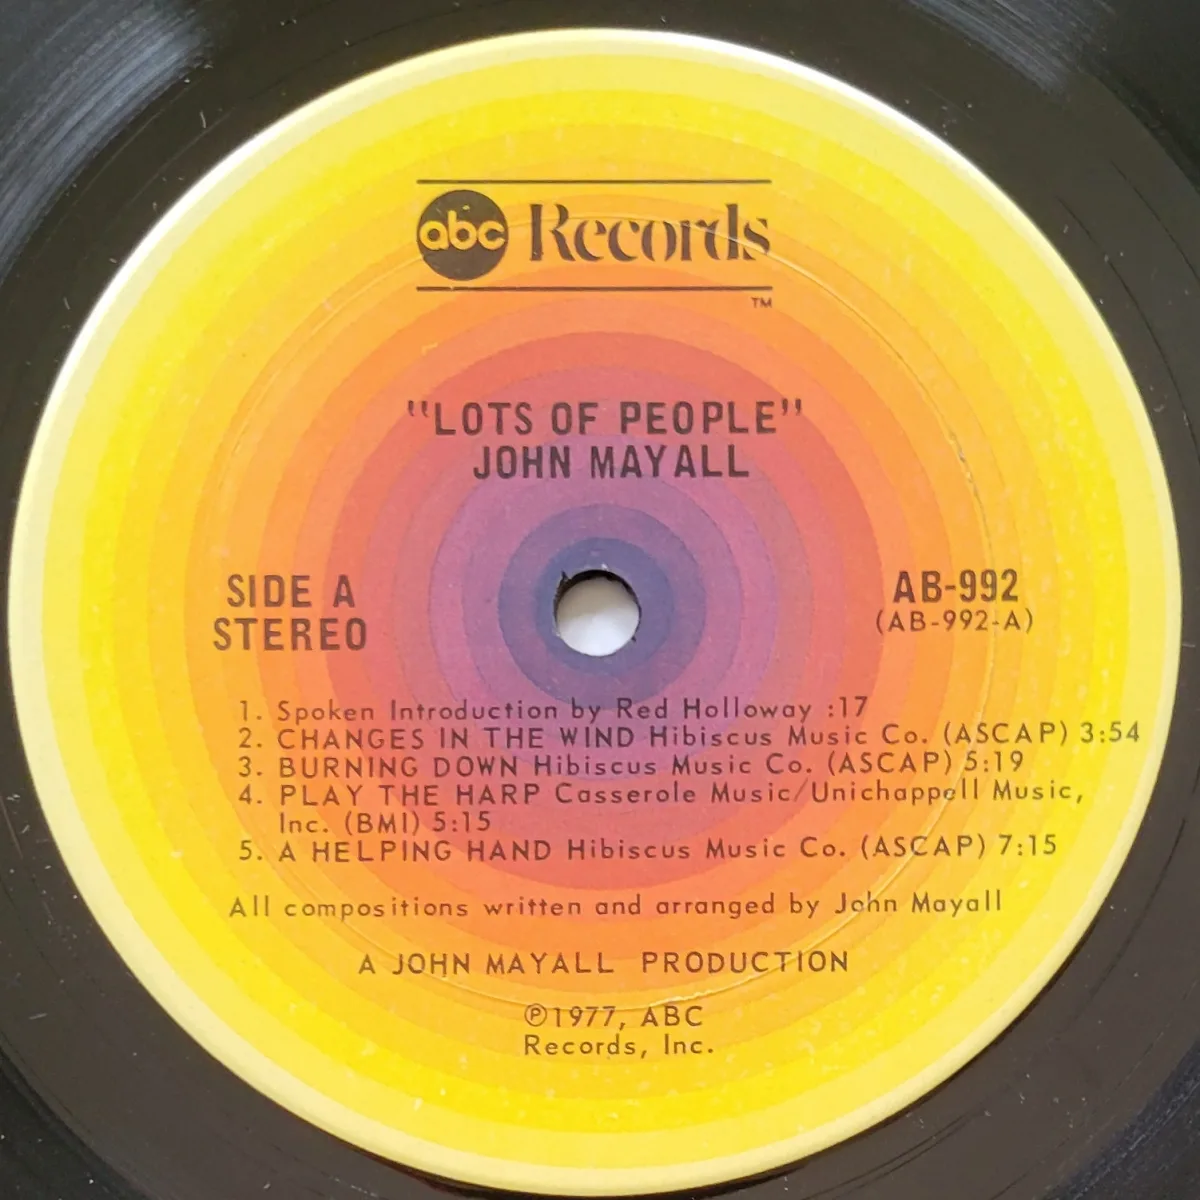 abc Records
TM
"LOTS OF PEOPLE"
JOHN MAYALL
SIDE A
STEREO
AB-992
(AB-992-A)
1. Spoken Introduction by Red Holloway :17
2. CHANGES IN THE WIND Hibiscus Music Co. (ASCAP) 3:54
3. BURNING DOWN Hibiscus Music Co. (ASCAP) 5:19
4. PLAY THE HARP Casserole Music/Unichappell Music,
Inc. (BMI) 5:15
5. A HELPING HAND Hibiscus Music Co. (ASCAP) 7:15
All compositions written and arranged by John Mayall
A JOHN MAYALL PRODUCTION
℗1977, ABC
Records, Inc.